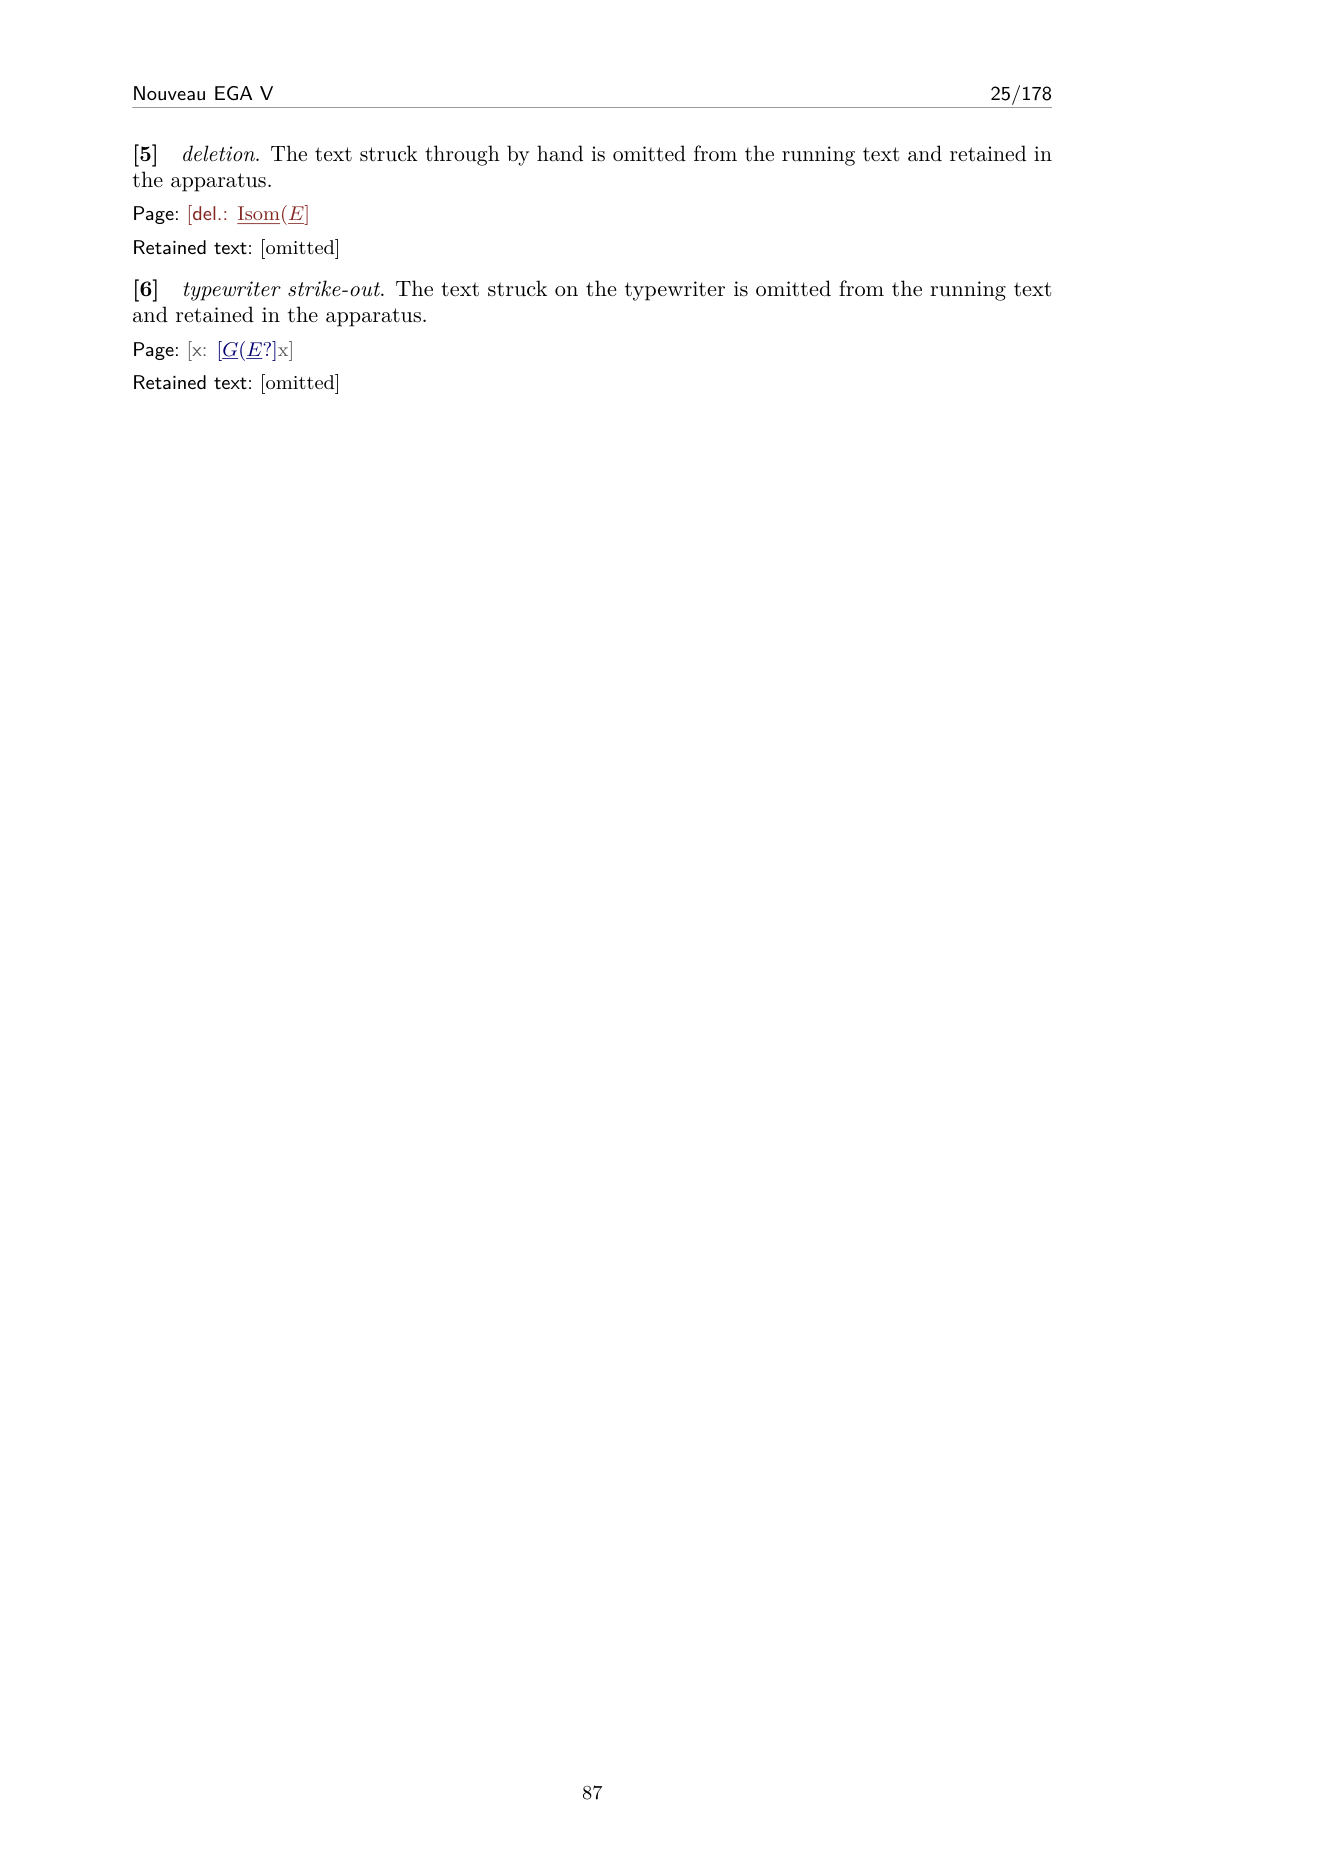 Nouveau EGA V 25/178
[5] deletion. The text struck through by hand is omitted from the running text and retained in
the apparatus.
Page: [del.: Isom(E]
Retained text: [omitted]
[6] typewriter strike-out. The text struck on the typewriter is omitted from the running text
and retained in the apparatus.
Page: [x: [G(E?]x]
Retained text: [omitted]
87